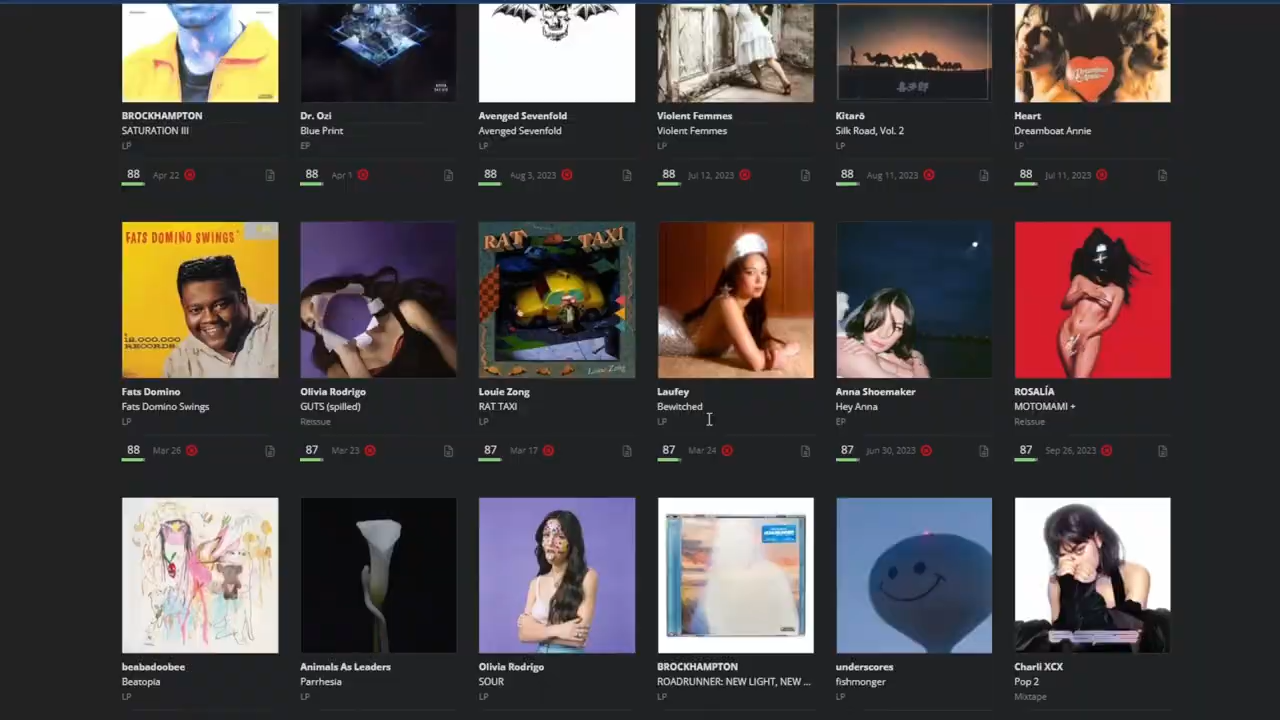 BROCKHAMPTON
SATURATION III
LP
88 Apr 22
Dr. Ozi
Blue Print
EP
88 Apr 1
Avenged Sevenfold
Avenged Sevenfold
LP
88 Aug 3, 2023
Violent Femmes
Violent Femmes
LP
88 Jul 12, 2023
喜多郎
Kitarō
Silk Road, Vol. 2
LP
88 Aug 11, 2023
Dreamboat Annie
Heart
Dreamboat Annie
LP
88 Jul 11, 2023
FATS DOMINO SWINGS
12,000,000
RECORDS
Fats Domino
Fats Domino Swings
LP
88 Mar 26
Olivia Rodrigo
GUTS (spilled)
Reissue
87 Mar 23
RAT TAXI
Louie Zong
Louie Zong
RAT TAXI
LP
87 Mar 17
Laufey
Bewitched
LP
87 Mar 24
Anna Shoemaker
Hey Anna
EP
87 Jun 30, 2023
ROSALÍA
MOTOMAMI +
Reissue
87 Sep 26, 2023
beabadoobee
Beatopia
LP
Animals As Leaders
Parrhesia
LP
Olivia Rodrigo
SOUR
LP
BROCKHAMPTON
ROADRUNNER: NEW LIGHT, NEW ...
LP
underscores
fishmonger
LP
Charli XCX
Pop 2
Mixtape